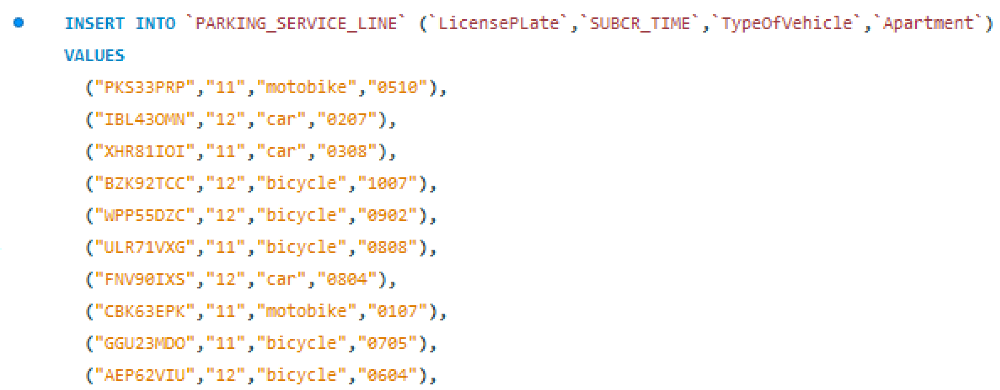 INSERT INTO `PARKING_SERVICE_LINE` (`LicensePLate`,`SUBCR_TIME`,`TypeOfVehicle`,`Apartment`)
VALUES
("PKS33PRP","11","motobike","0510"),
("IBL43OMN","12","car","0207"),
("XHR81IOI","11","car","0308"),
("BZK92TCC","12","bicycle","1007"),
("WPP55DZC","12","bicycle","0902"),
("ULR71VXG","11","bicycle","0808"),
("FNV90IXS","12","car","0804"),
("CBK63EPK","11","motobike","0107"),
("GGU23MDO","11","bicycle","0705"),
("AEP62VIU","12","bicycle","0604"),